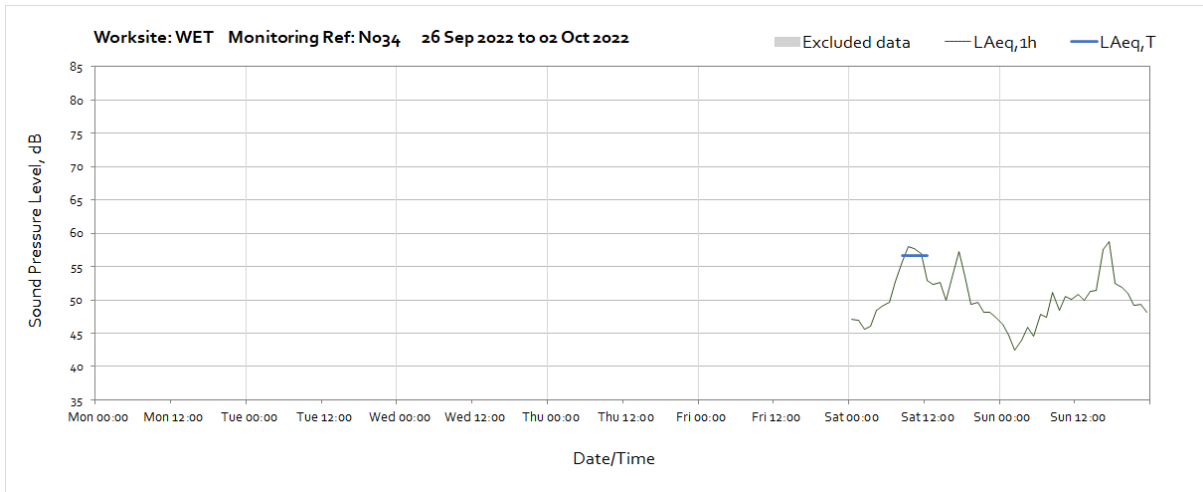 Worksite: WET Monitoring Ref: N034 26 Sep 2022 to 02 Oct 2022
Excluded data LAeq,1h LAeq,T
85
80
75
70
65
60
55
50
45
40
35
Sound Pressure Level, dB
Mon 00:00 Mon 12:00 Tue 00:00 Tue 12:00 Wed 00:00 Wed 12:00 Thu 00:00 Thu 12:00 Fri 00:00 Fri 12:00 Sat 00:00 Sat 12:00 Sun 00:00 Sun 12:00
Date/Time